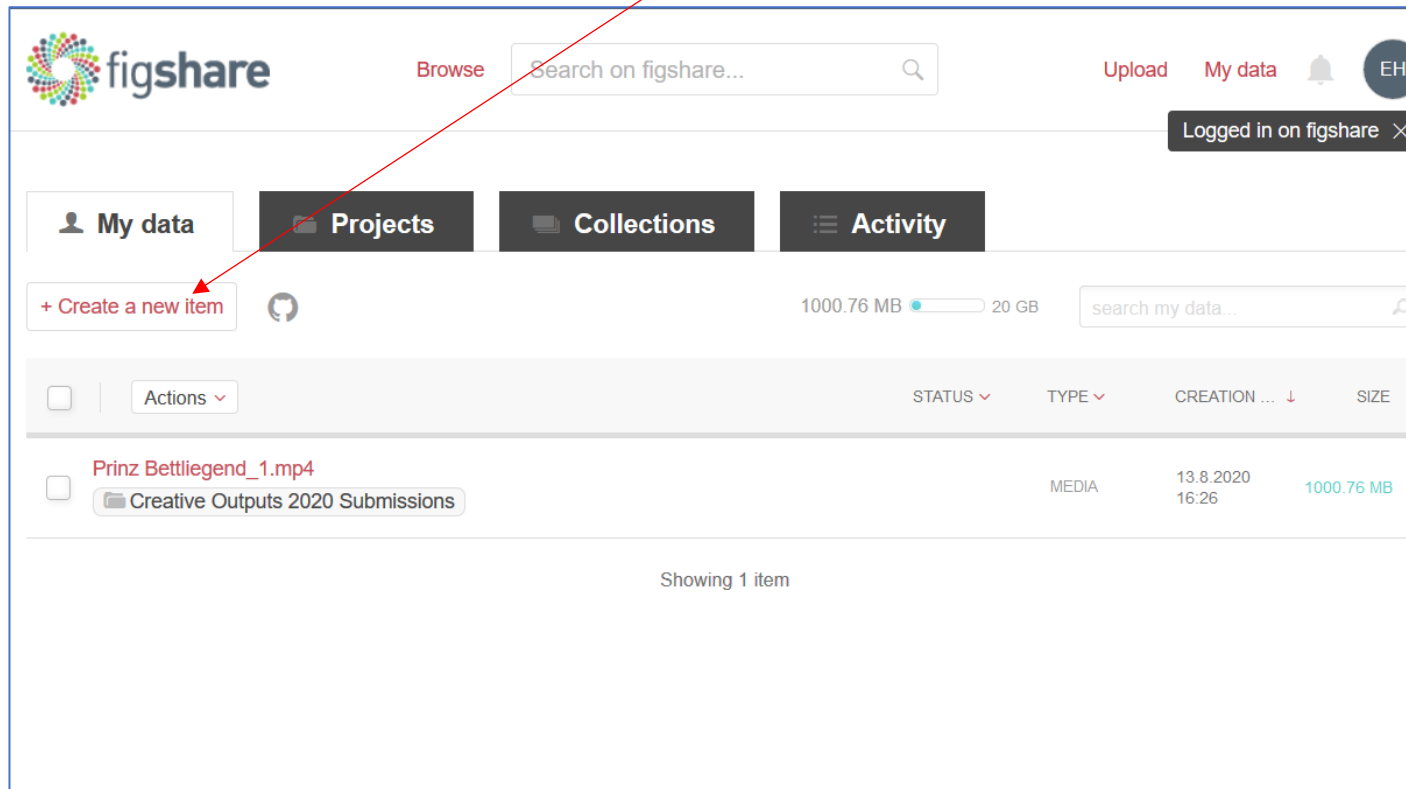 figshare
Browse
Search on figshare...
Upload
My data
EH
Logged in on figshare ×
My data
Projects
Collections
Activity
+ Create a new item
1000.76 MB
20 GB
search my data...
Actions
STATUS
TYPE
CREATION ... ↓
SIZE
Prinz Bettliegend_1.mp4
Creative Outputs 2020 Submissions
MEDIA
13.8.2020
16:26
1000.76 MB
Showing 1 item